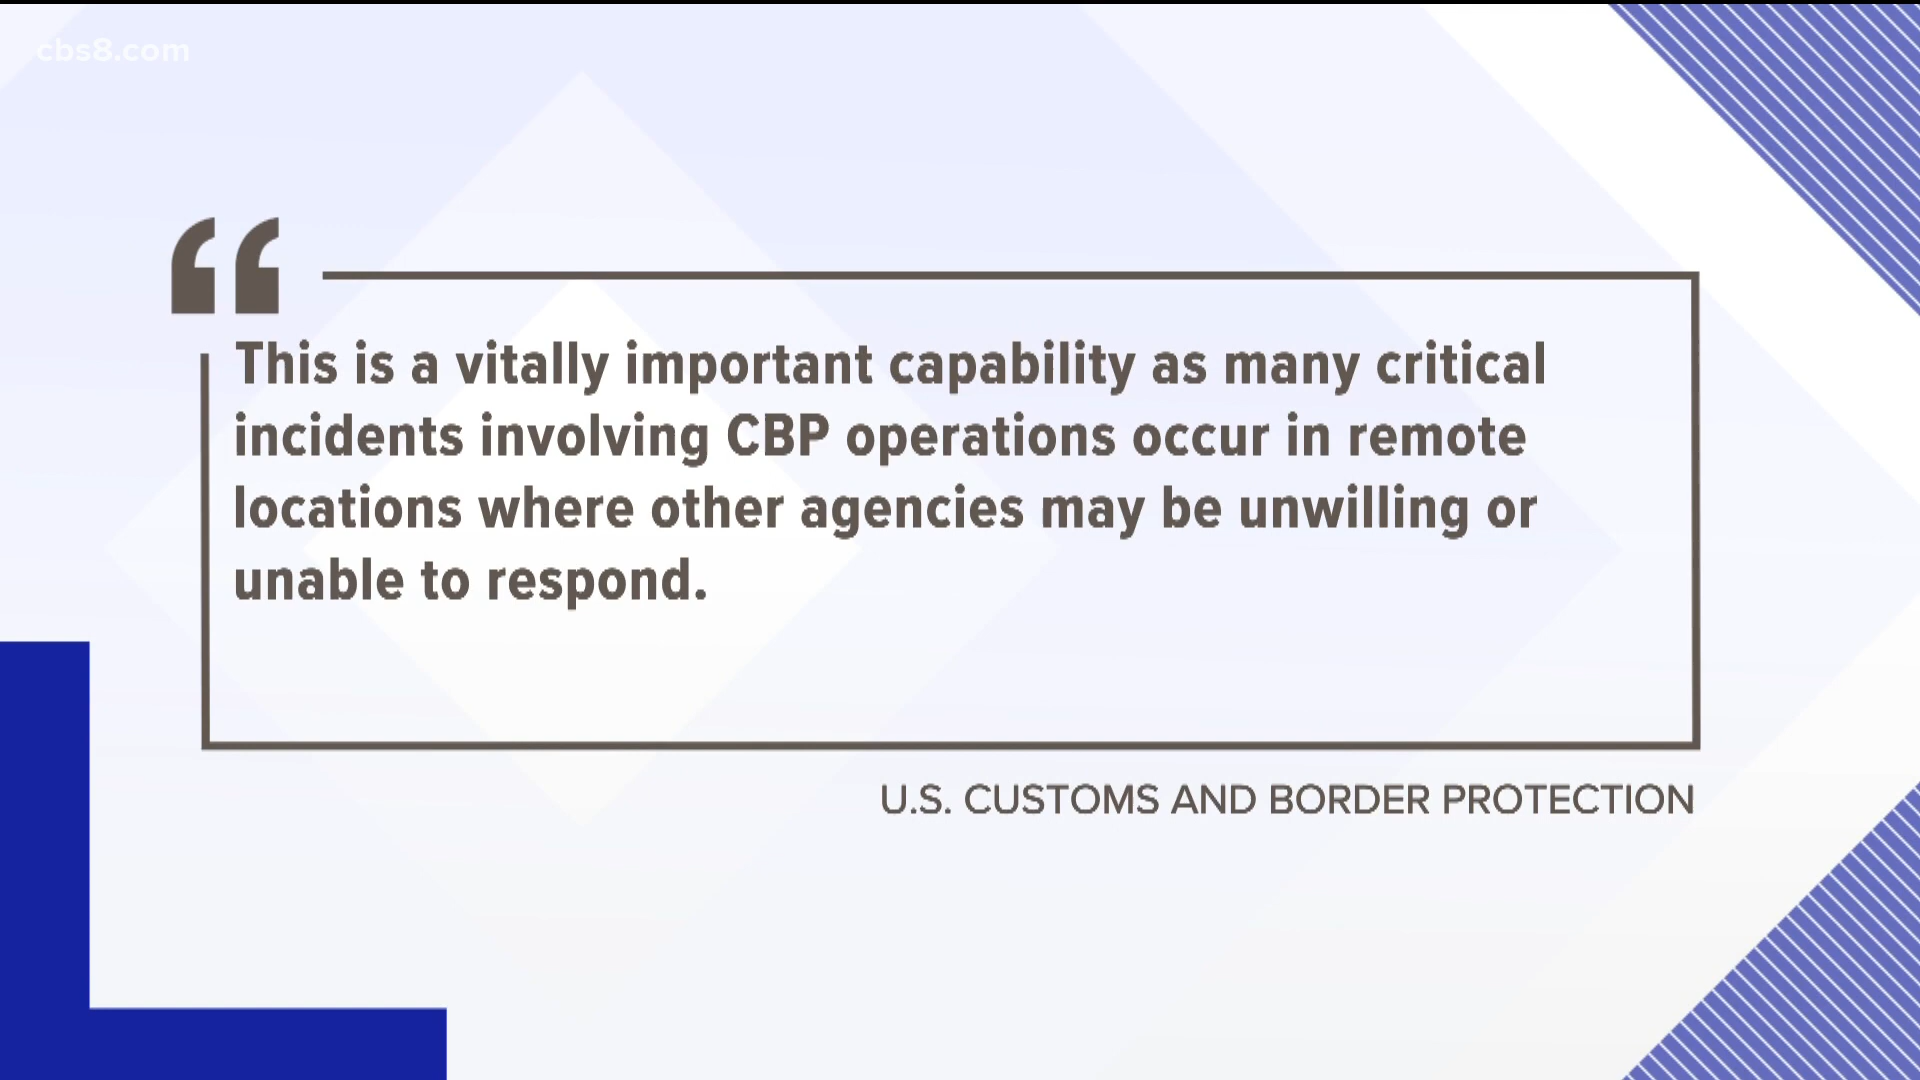 cbs8.com
“
This is a vitally important capability as many critical
incidents involving CBP operations occur in remote
locations where other agencies may be unwilling or
unable to respond.
U.S. CUSTOMS AND BORDER PROTECTION